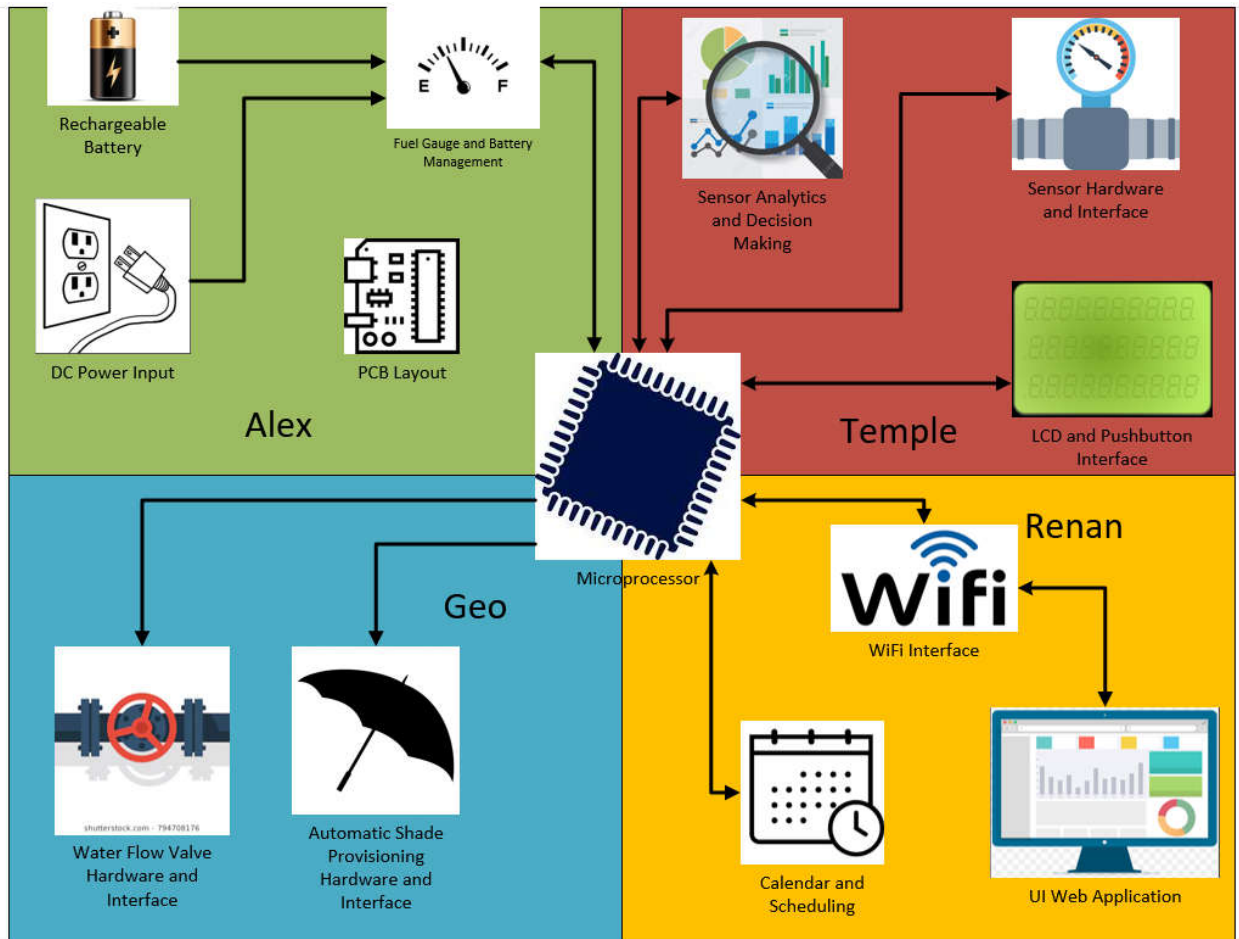 Rechargeable
Battery
E F
Fuel Gauge and Battery
Management
DC Power Input
PCB Layout
Alex
Sensor Analytics
and Decision
Making
Sensor Hardware
and Interface
LCD and Pushbutton
Interface
Temple
Microprocessor
Geo
shutterstock.com · 794708176
Water Flow Valve
Hardware and
Interface
Automatic Shade
Provisioning
Hardware and
Interface
Renan
Wifi
WiFi Interface
Calendar and
Scheduling
UI Web Application